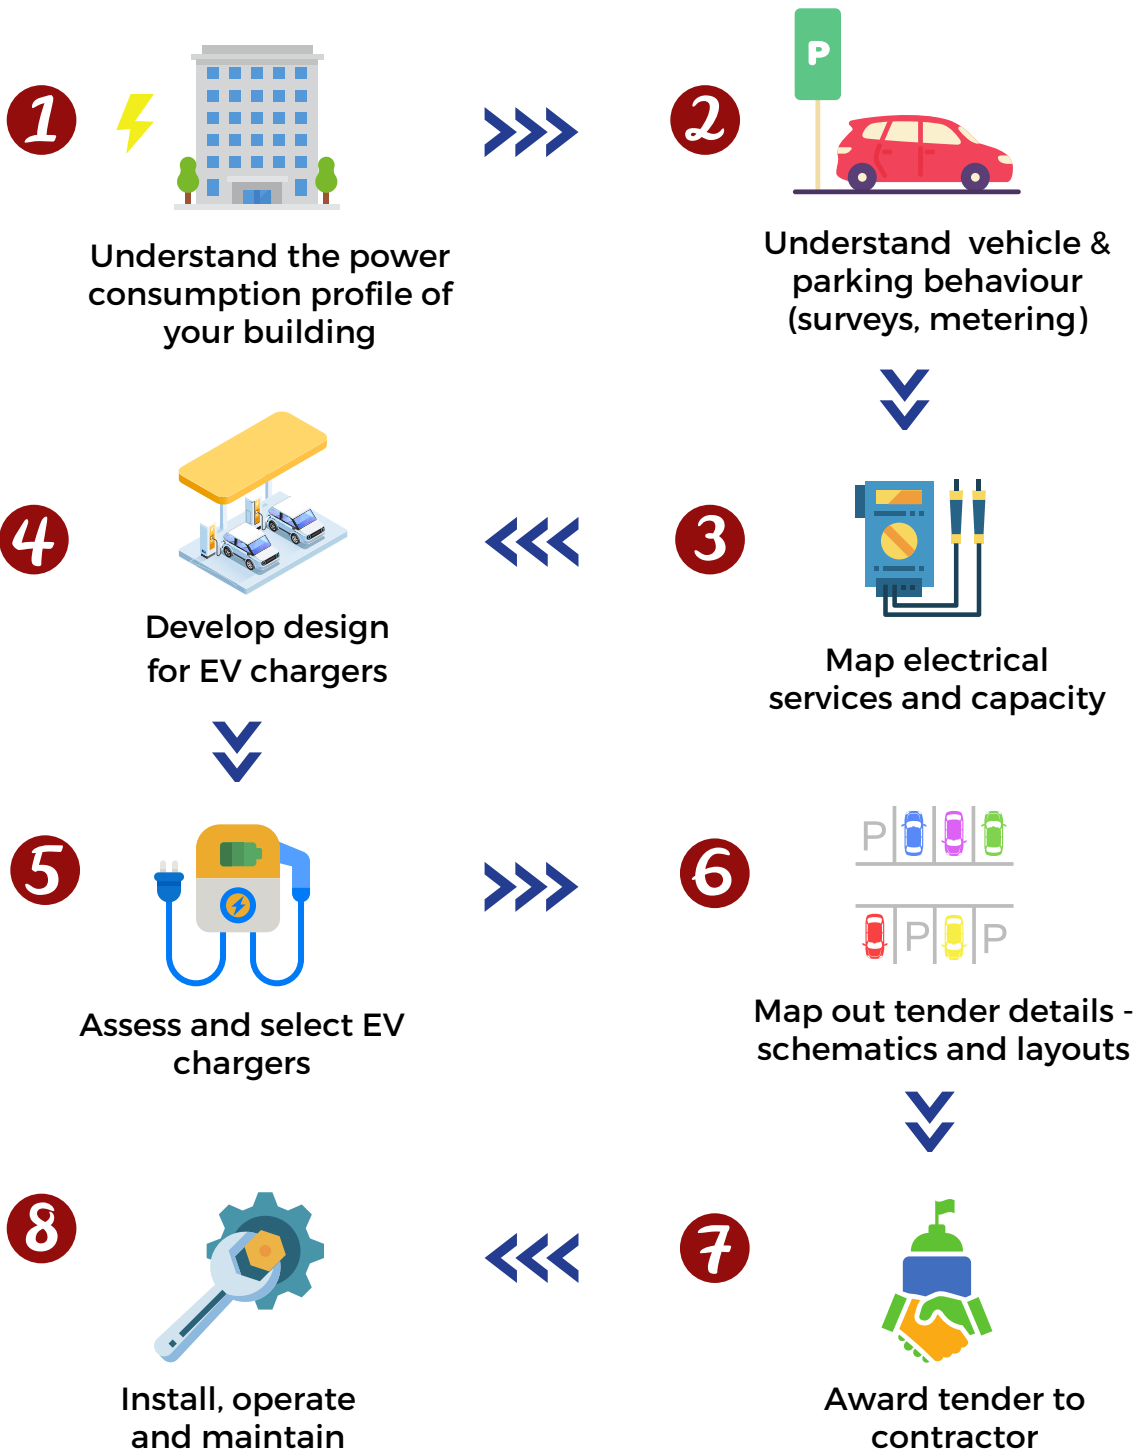 1
Understand the power
consumption profile of
your building
2
P
Understand vehicle &
parking behaviour
(surveys, metering)
3
Map electrical
services and capacity
4
Develop design
for EV chargers
5
Assess and select EV
chargers
6
P
P P
Map out tender details -
schematics and layouts
7
Award tender to
contractor
8
Install, operate
and maintain